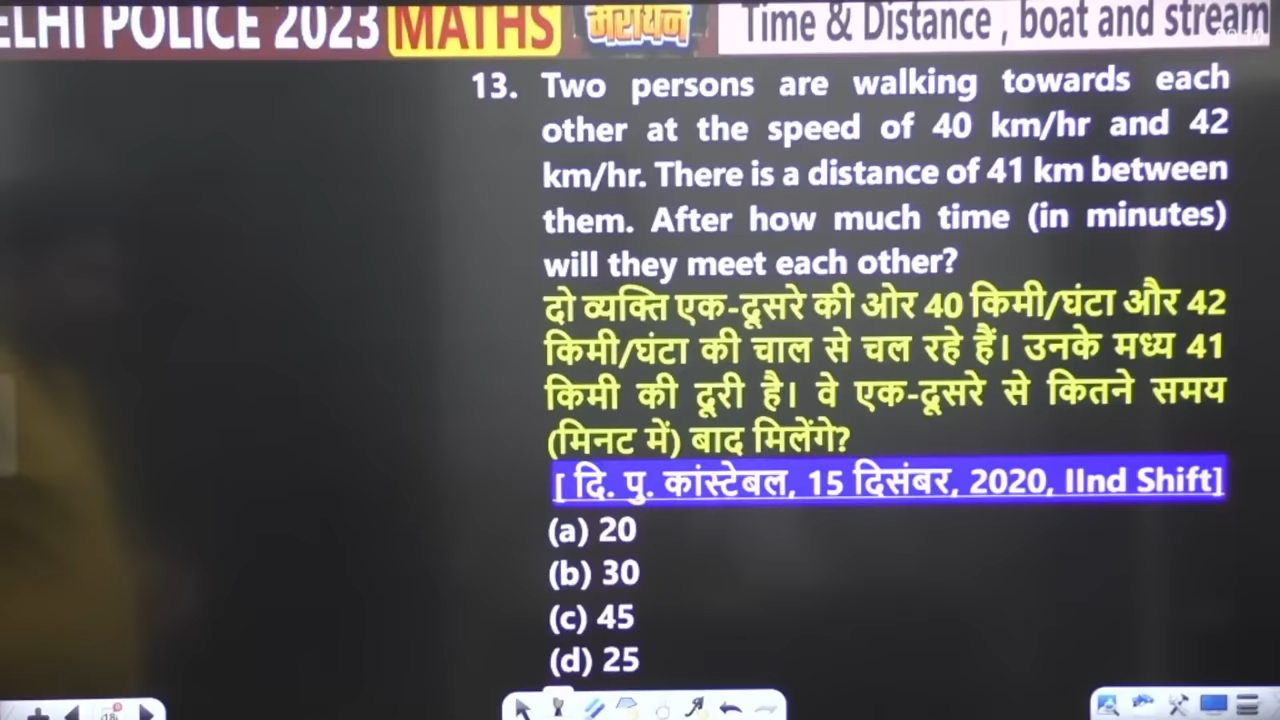 ELHI POLICE 2023 MATHS मैराथन Time & Distance , boat and stream
13. Two persons are walking towards each
other at the speed of 40 km/hr and 42
km/hr. There is a distance of 41 km between
them. After how much time (in minutes)
will they meet each other?
दो व्यक्ति एक-दूसरे की ओर 40 किमी/घंटा और 42
किमी/घंटा की चाल से चल रहे हैं। उनके मध्य 41
किमी की दूरी है। वे एक-दूसरे से कितने समय
(मिनट में) बाद मिलेंगे?
[ दि. पु. कांस्टेबल, 15 दिसंबर, 2020, IInd Shift]
(a) 20
(b) 30
(c) 45
(d) 25